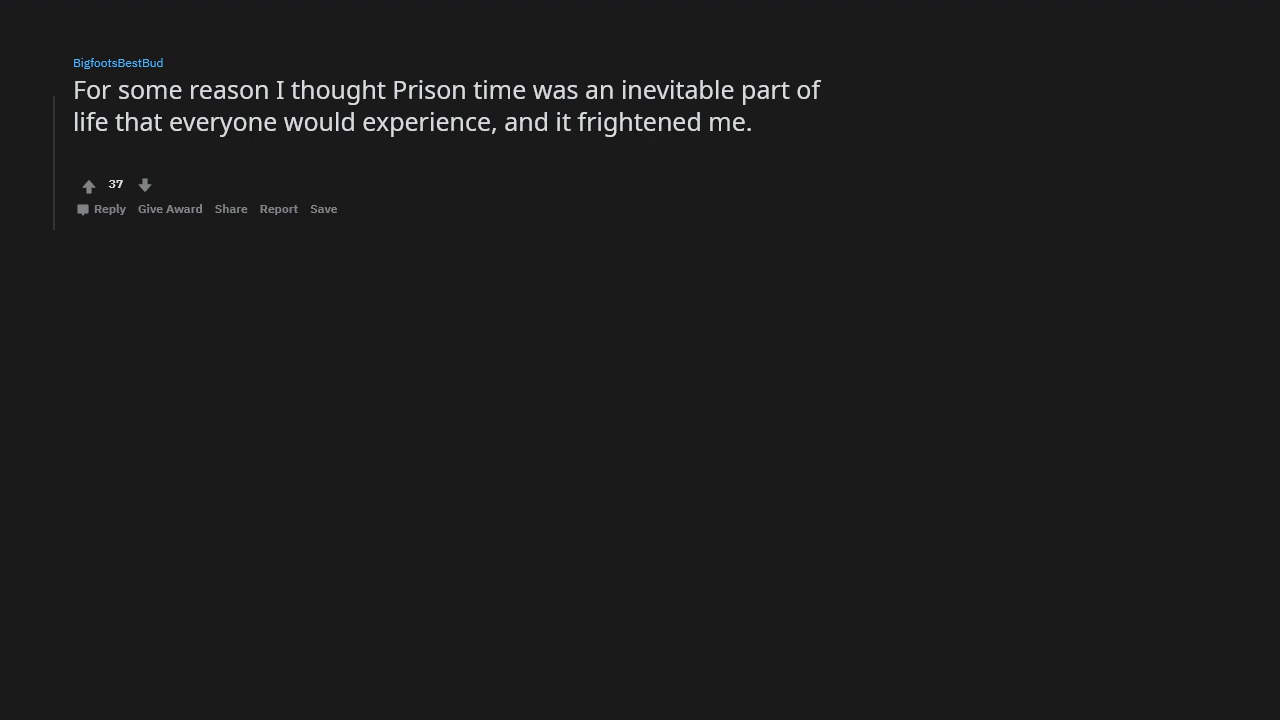 BigfootsBestBud
For some reason I thought Prison time was an inevitable part of
life that everyone would experience, and it frightened me.
37
Reply Give Award Share Report Save